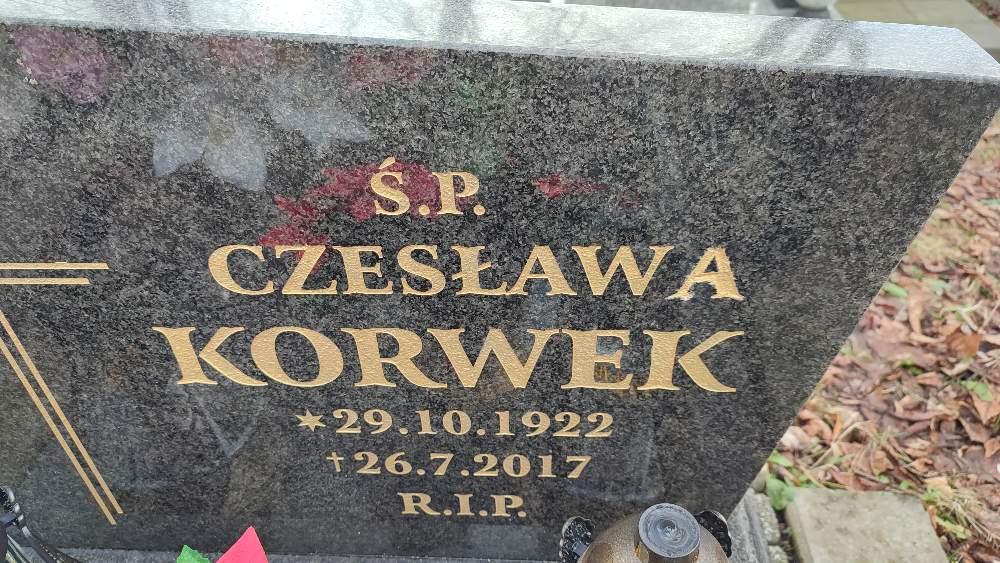 Ś.P.
CZESŁAWA
KORWEK
✶29.10.1922
†26.7.2017
R.I.P.